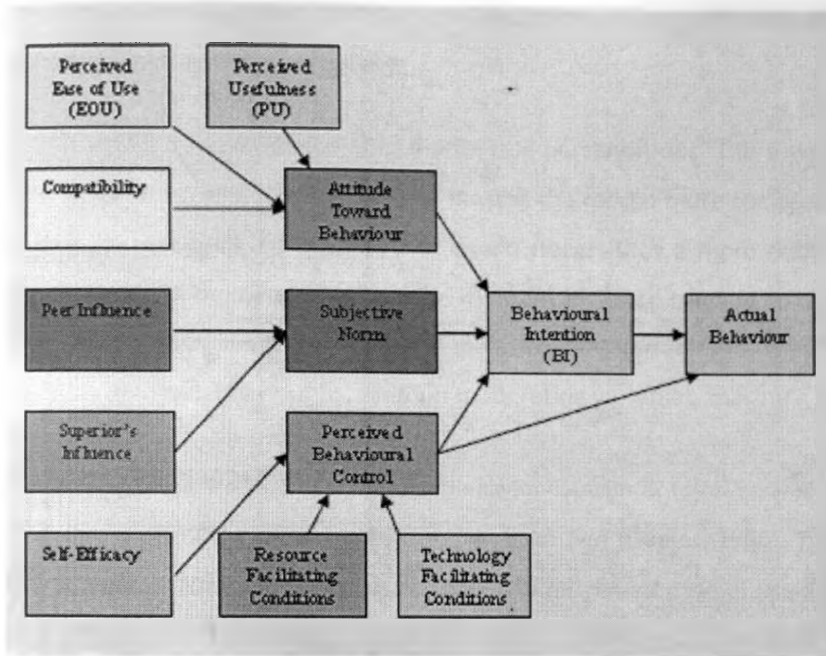 Perceived
Ease of Use
(EOU)
Perceived
Usefulness
(PU)
Compatibility
Attitude
Toward
Behaviour
Peer Influence
Subjective
Norm
Behavioural
Intention
(BI)
Actual
Behaviour
Superior's
Influence
Perceived
Behavioural
Control
Self-Efficacy
Resource
Facilitating
Conditions
Technology
Facilitating
Conditions